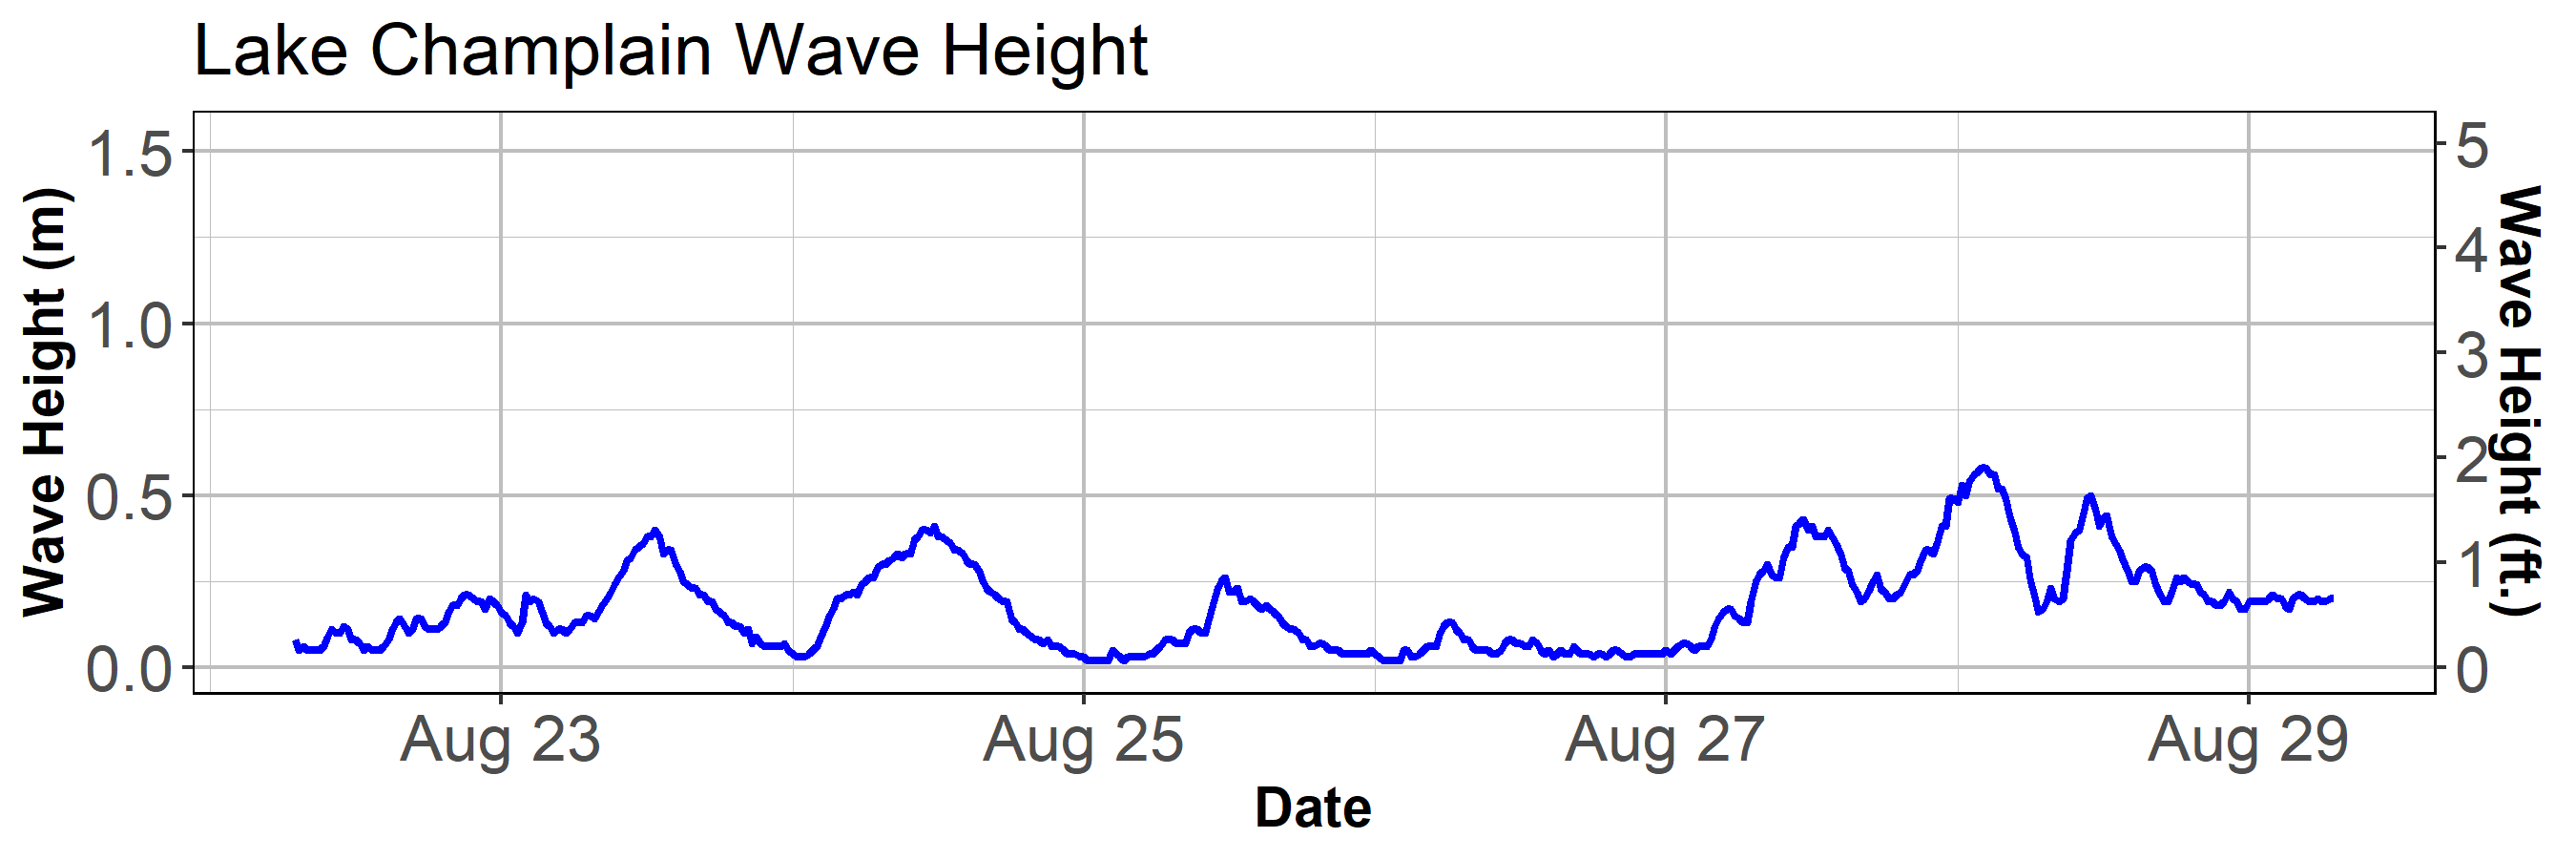 Lake Champlain Wave Height
Wave Height (m)
1.5
1.0
0.5
0.0
5
4
3
2
1
0
Wave Height (ft.)
Aug 23
Aug 25
Aug 27
Aug 29
Date